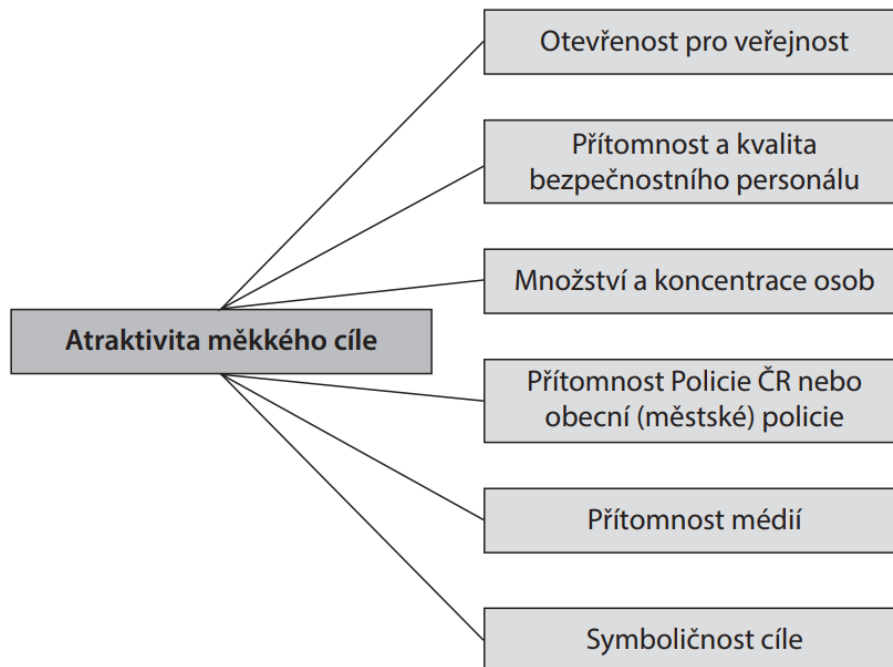 Otevřenost pro veřejnost
Přítomnost a kvalita
bezpečnostního personálu
Množství a koncentrace osob
Atraktivita měkkého cíle
Přítomnost Policie ČR nebo
obecní (městské) policie
Přítomnost médií
Symboličnost cíle